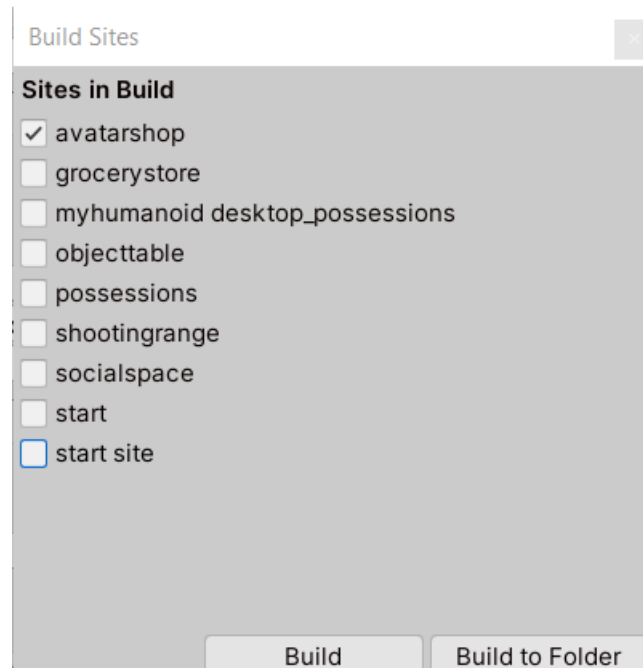 Build Sites
Sites in Build
avatarshop
grocerystore
myhumanoid desktop_possessions
objecttable
possessions
shootingrange
socialspace
start
start site
Build
Build to Folder